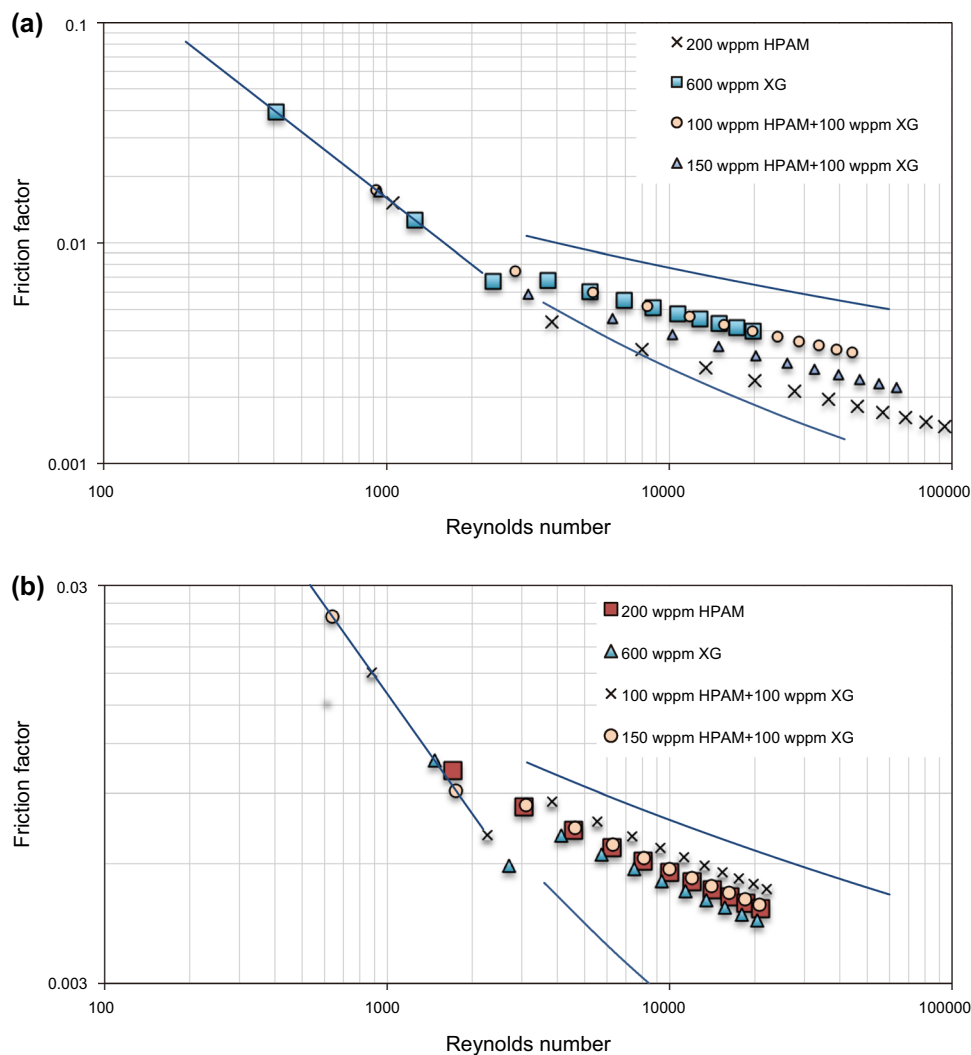 (a)
0.1
200 wppm HPAM
600 wppm XG
100 wppm HPAM+100 wppm XG
150 wppm HPAM+100 wppm XG
Friction factor
0.01
0.001
100
1000
10000
100000
Reynolds number
(b)
0.03
200 wppm HPAM
600 wppm XG
100 wppm HPAM+100 wppm XG
150 wppm HPAM+100 wppm XG
Friction factor
0.003
100
1000
10000
100000
Reynolds number